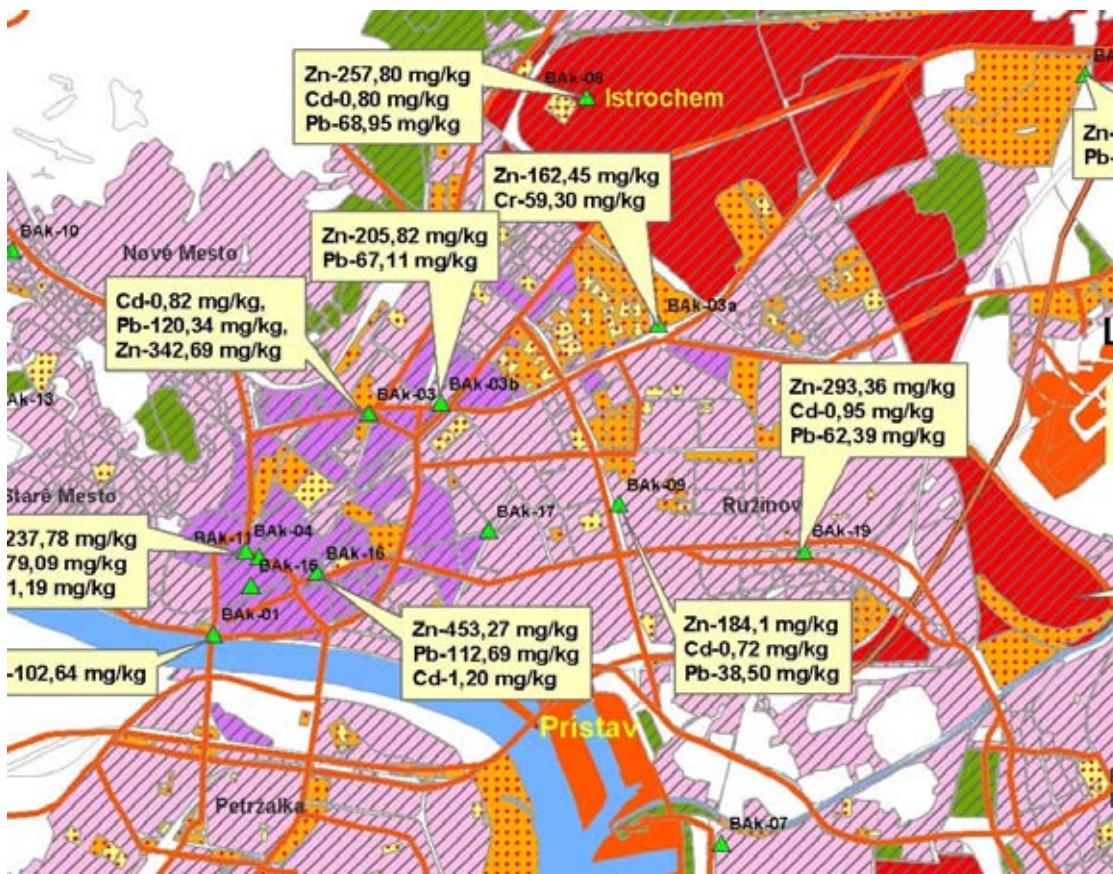 Zn-257,80 mg/kg
Cd-0,80 mg/kg
Pb-68,95 mg/kg
BAk-08
Istrochem
BA
Zn-
Pb-
Zn-162,45 mg/kg
Cr-59,30 mg/kg
BAk-10
Nové Mesto
Zn-205,82 mg/kg
Pb-67,11 mg/kg
Cd-0,82 mg/kg,
Pb-120,34 mg/kg,
Zn-342,69 mg/kg
BAk-03a
L
Ak-13
BAk-03
BAk-03b
Zn-293,36 mg/kg
Cd-0,95 mg/kg
Pb-62,39 mg/kg
Staré Mesto
BAk-09
Ružinov
BAk-17
BAk-19
237,78 mg/kg
79,09 mg/kg
1,19 mg/kg
BAk-11
BAk-04
BAk-16
BAk-15
BAk-01
Zn-453,27 mg/kg
Pb-112,69 mg/kg
Cd-1,20 mg/kg
Zn-184,1 mg/kg
Cd-0,72 mg/kg
Pb-38,50 mg/kg
-102,64 mg/kg
Prístav
Petržalka
BAk-07